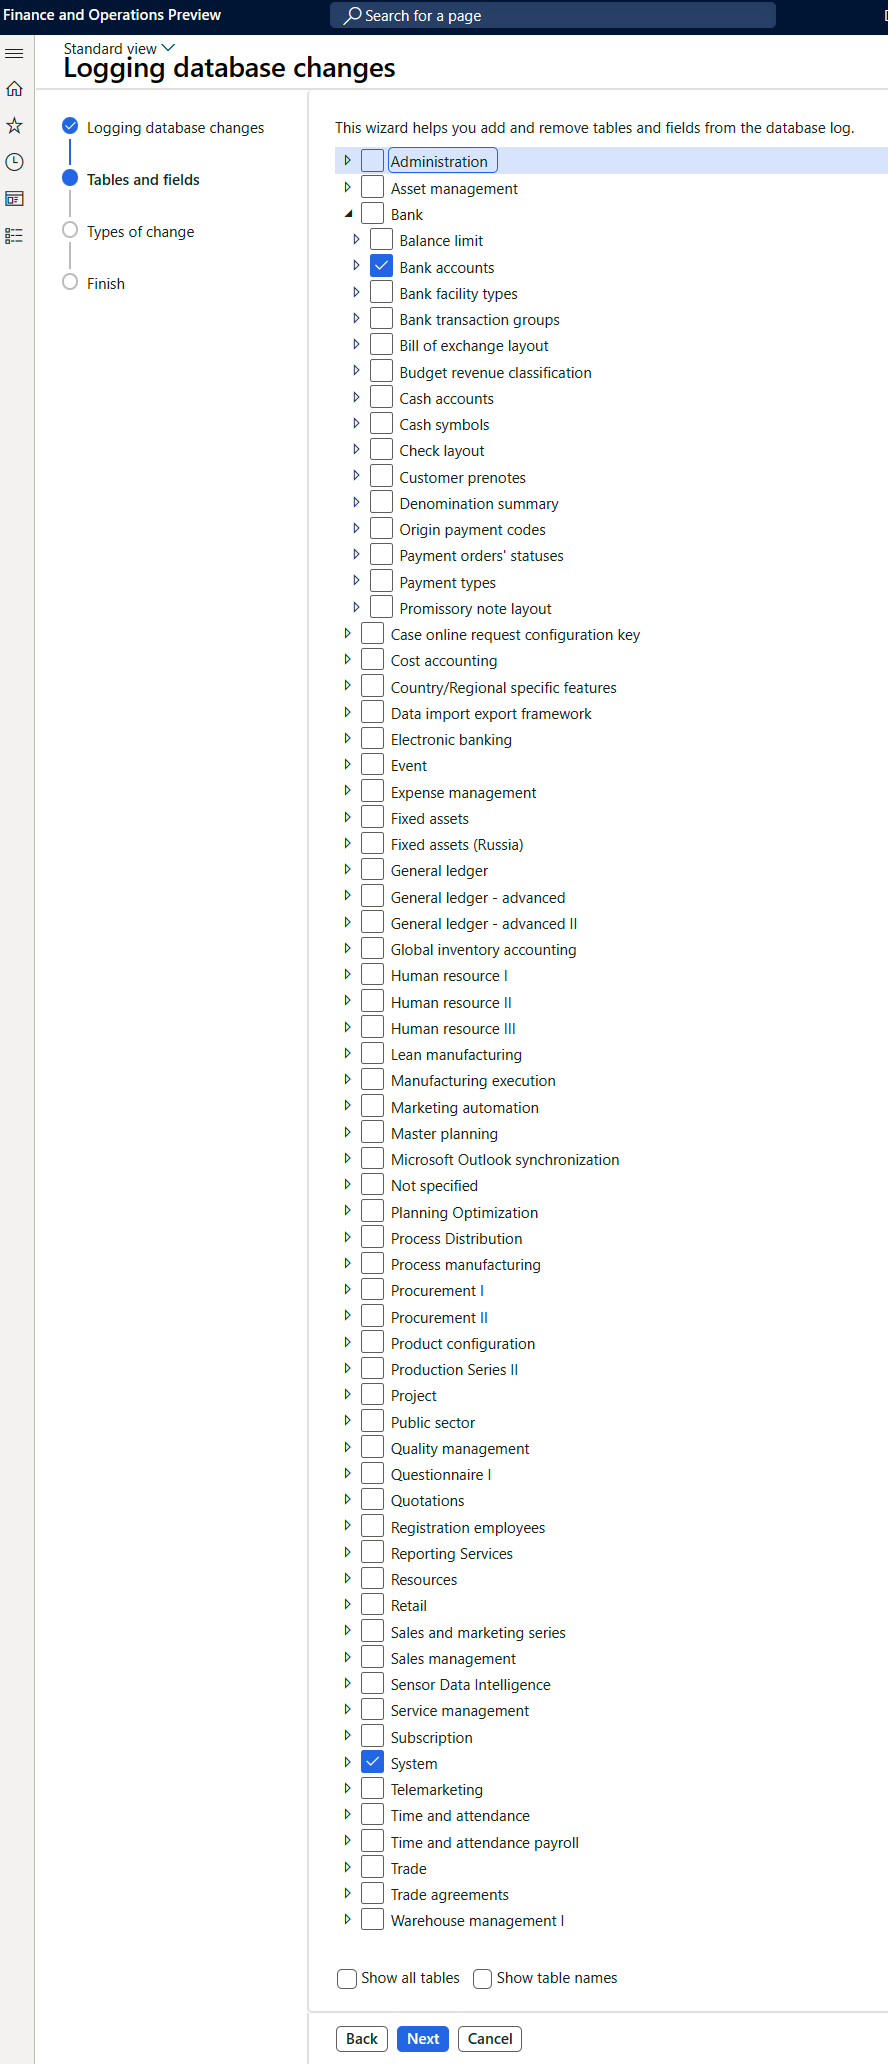 Finance and Operations Preview
Search for a page
Standard view
Logging database changes
Logging database changes
Tables and fields
Types of change
Finish
This wizard helps you add and remove tables and fields from the database log.
Administration
Asset management
Bank
Balance limit
Bank accounts
Bank facility types
Bank transaction groups
Bill of exchange layout
Budget revenue classification
Cash accounts
Cash symbols
Check layout
Customer prenotes
Denomination summary
Origin payment codes
Payment orders' statuses
Payment types
Promissory note layout
Case online request configuration key
Cost accounting
Country/Regional specific features
Data import export framework
Electronic banking
Event
Expense management
Fixed assets
Fixed assets (Russia)
General ledger
General ledger - advanced
General ledger - advanced II
Global inventory accounting
Human resource I
Human resource II
Human resource III
Lean manufacturing
Manufacturing execution
Marketing automation
Master planning
Microsoft Outlook synchronization
Not specified
Planning Optimization
Process Distribution
Process manufacturing
Procurement I
Procurement II
Product configuration
Production Series II
Project
Public sector
Quality management
Questionnaire I
Quotations
Registration employees
Reporting Services
Resources
Retail
Sales and marketing series
Sales management
Sensor Data Intelligence
Service management
Subscription
System
Telemarketing
Time and attendance
Time and attendance payroll
Trade
Trade agreements
Warehouse management I
Show all tables Show table names
Back Next Cancel